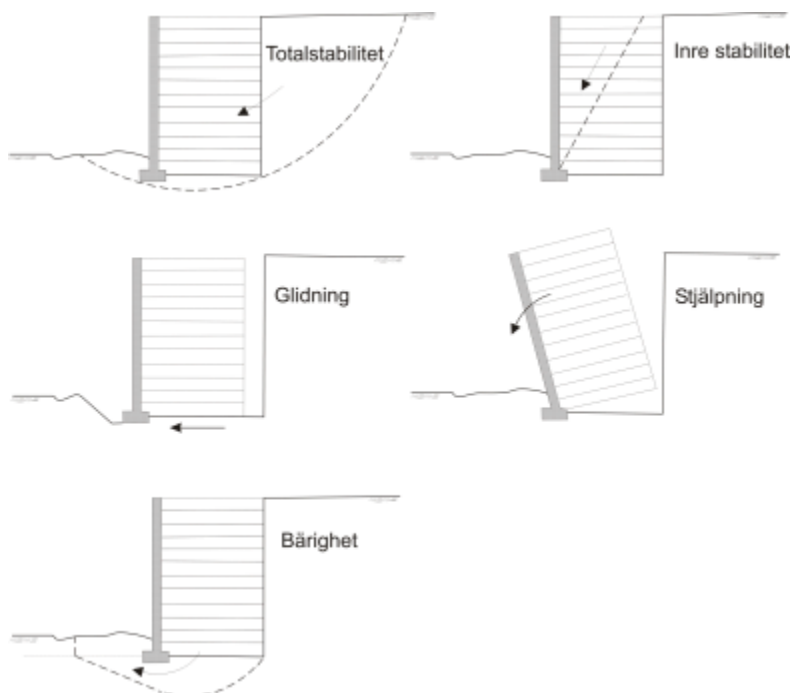 Totalstabilitet
Inre stabilitet
Glidning
Stjälpning
Bärighet